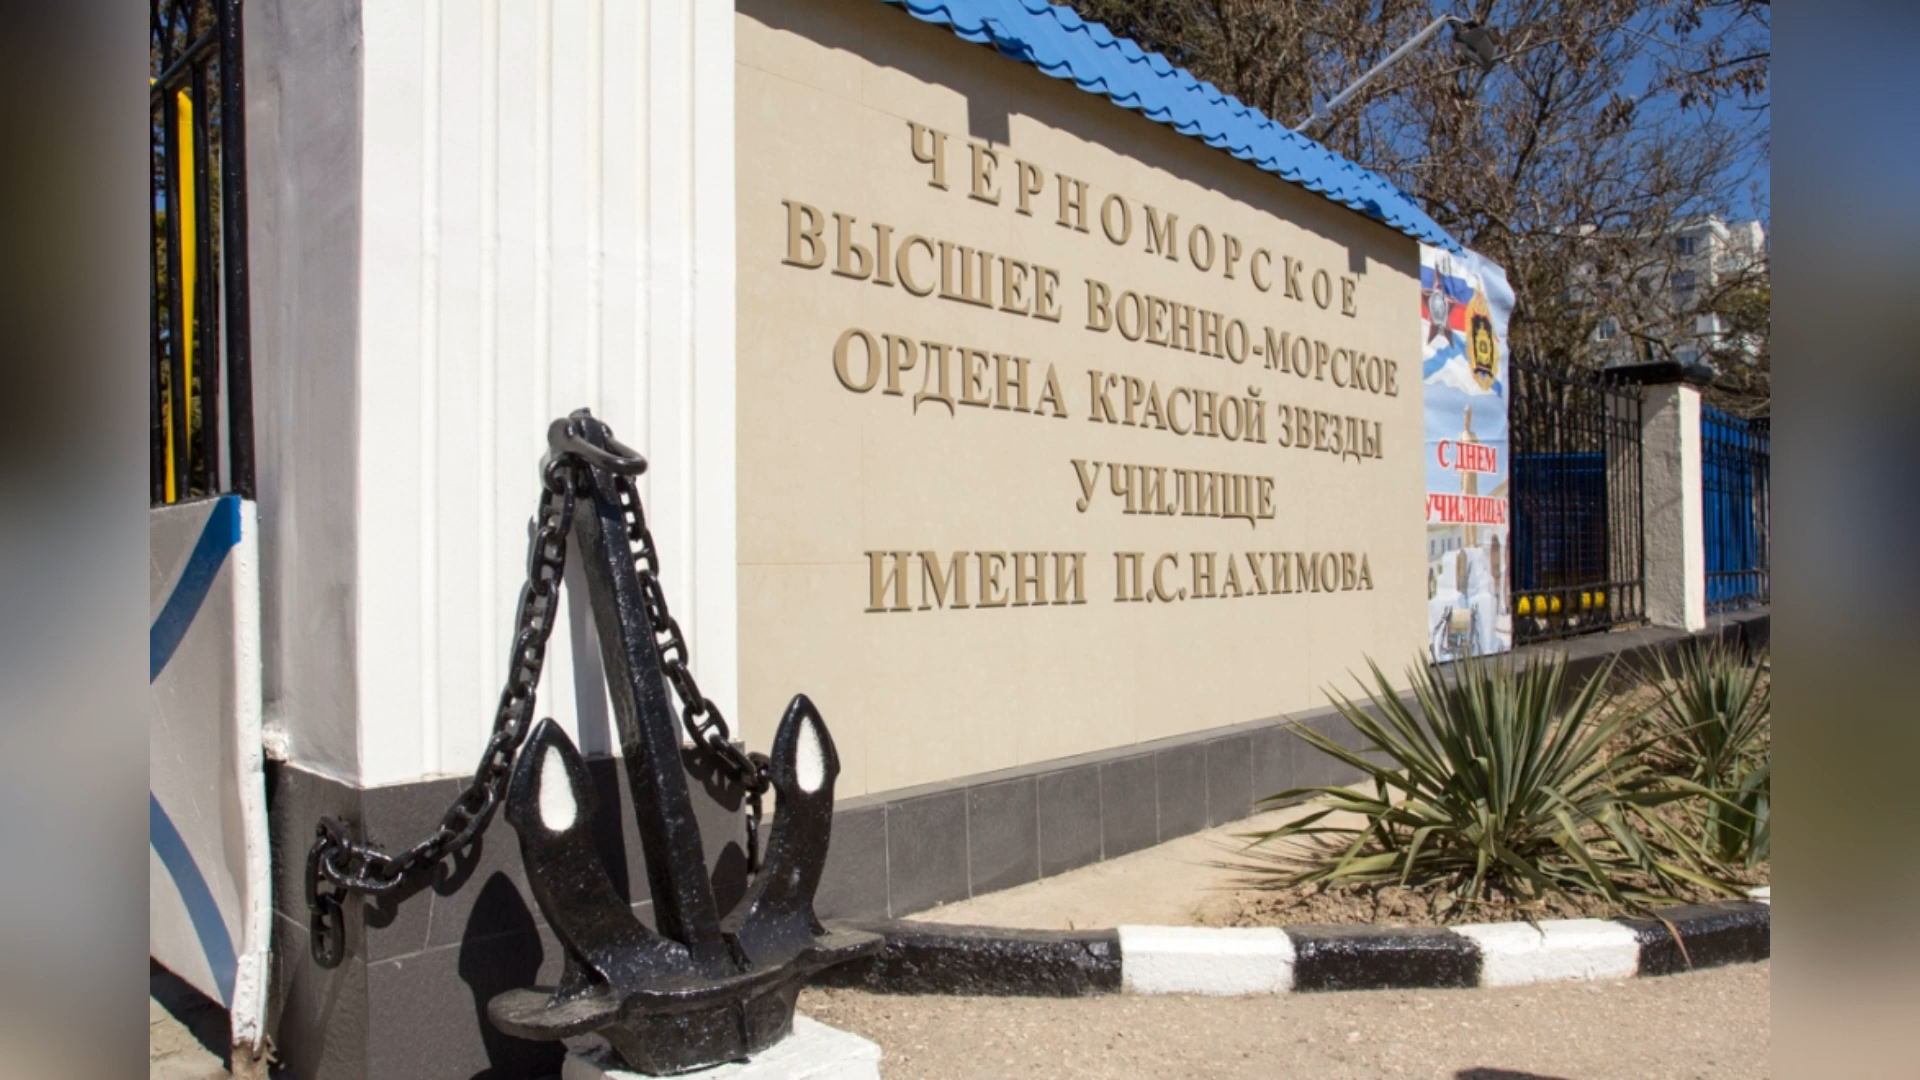 ЧЕРНОМОРСКОЕ
ВЫСШЕЕ ВОЕННО-МОРСКОЕ
ОРДЕНА КРАСНОЙ ЗВЕЗДЫ
УЧИЛИЩЕ
ИМЕНИ П.С.НАХИМОВА
С ДНЕМ
УЧИЛИЩА!